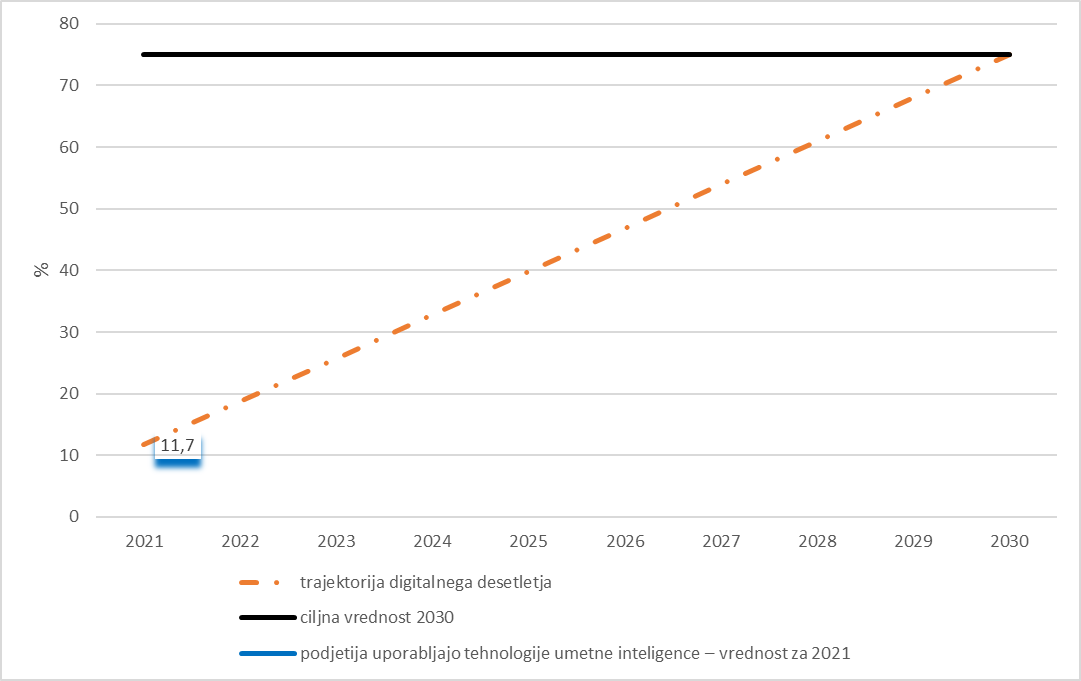 80
70
60
50
40
30
20
10
0
%
11,7
2021 2022 2023 2024 2025 2026 2027 2028 2029 2030
trajektorija digitalnega desetletja
ciljna vrednost 2030
podjetija uporabljajo tehnologije umetne inteligence – vrednost za 2021